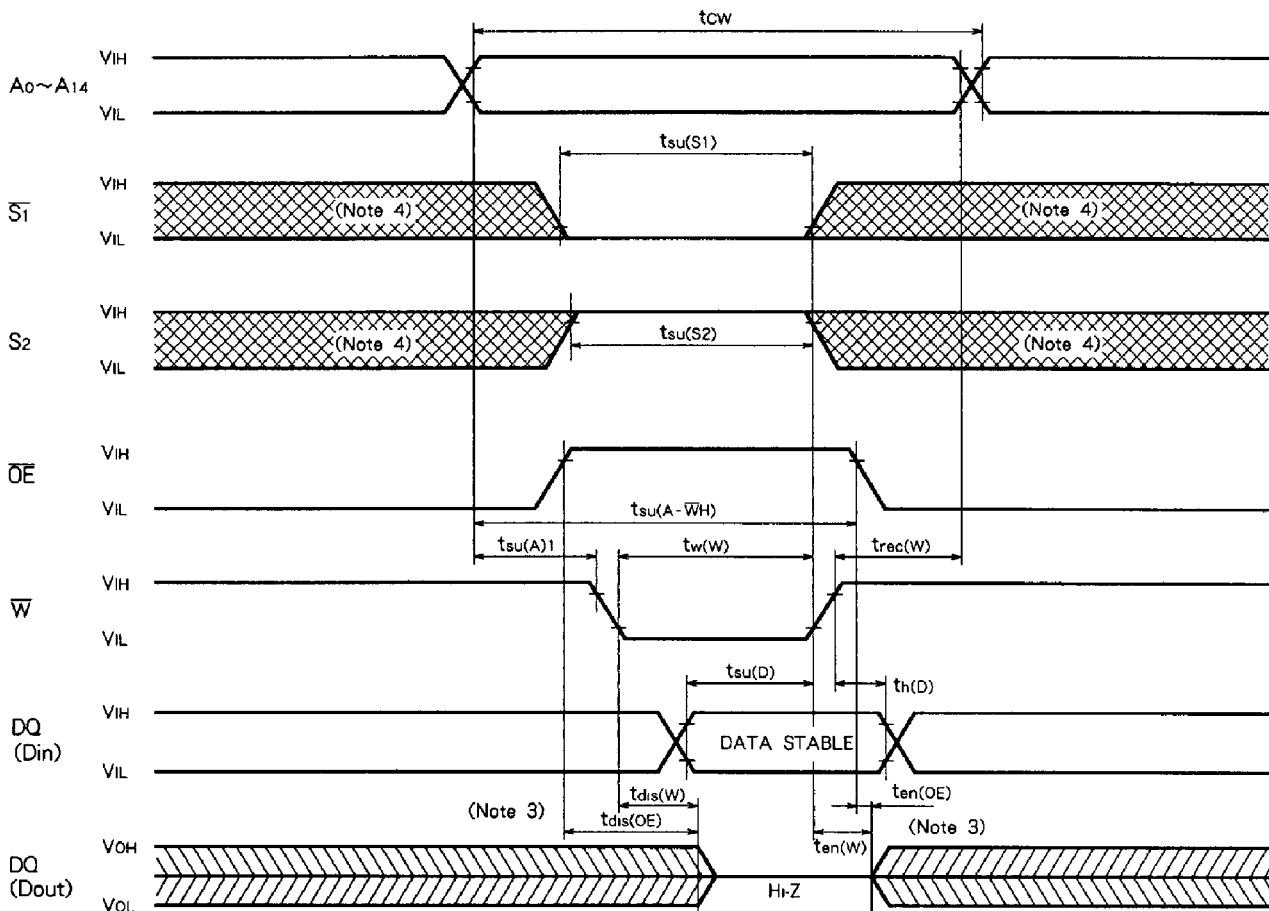 tCW
VIH
A0~A14
VIL
tsu(S1)
VIH
S1
(Note 4)
(Note 4)
VIL
VIH
S2
tsu(S2)
(Note 4)
(Note 4)
VIL
VIH
OE
VIL
tsu(A-WH)
tsu(A)1
tw(W)
trec(W)
VIH
W
VIL
tsu(D)
th(D)
VIH
DQ
(Din)
DATA STABLE
VIL
ten(OE)
tdis(W)
(Note 3)
(Note 3)
tdis(OE)
ten(W)
VOH
DQ
(Dout)
Hi-Z
VOL